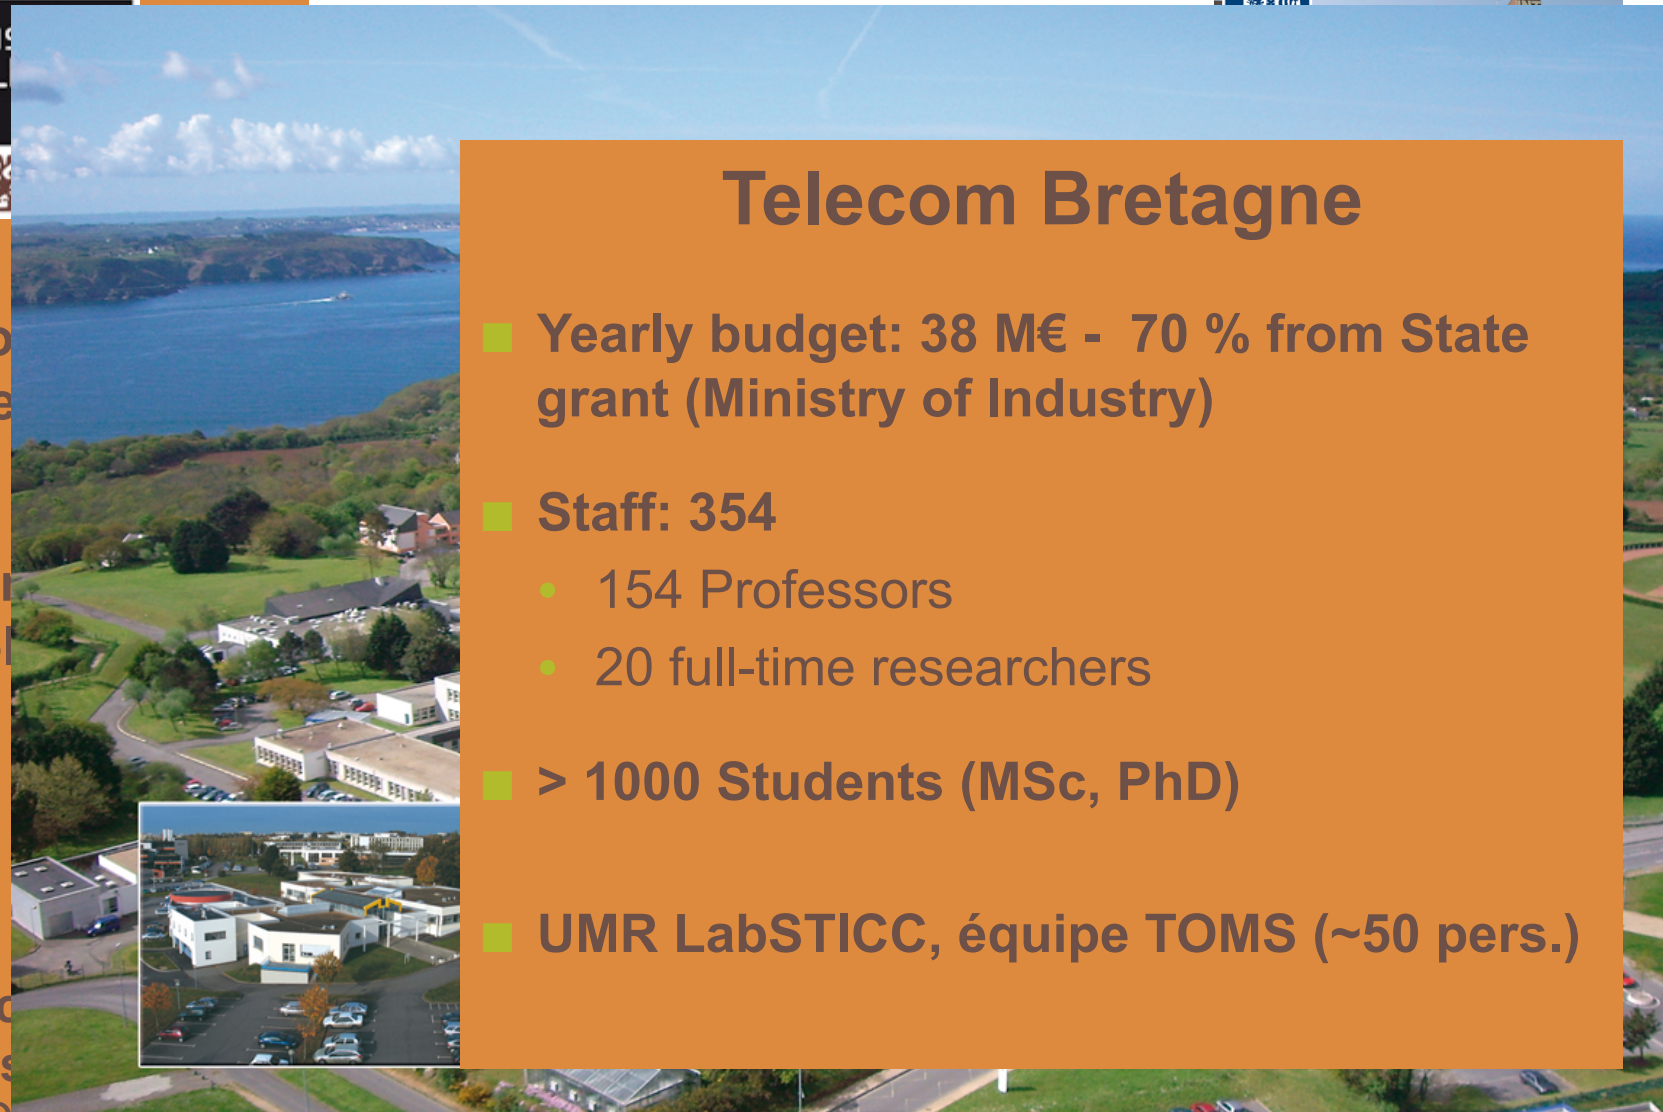 Telecom Bretagne
Yearly budget: 38 M€ - 70 % from State
grant (Ministry of Industry)
Staff: 354
154 Professors
20 full-time researchers
> 1000 Students (MSc, PhD)
UMR LabSTICC, équipe TOMS (~50 pers.)